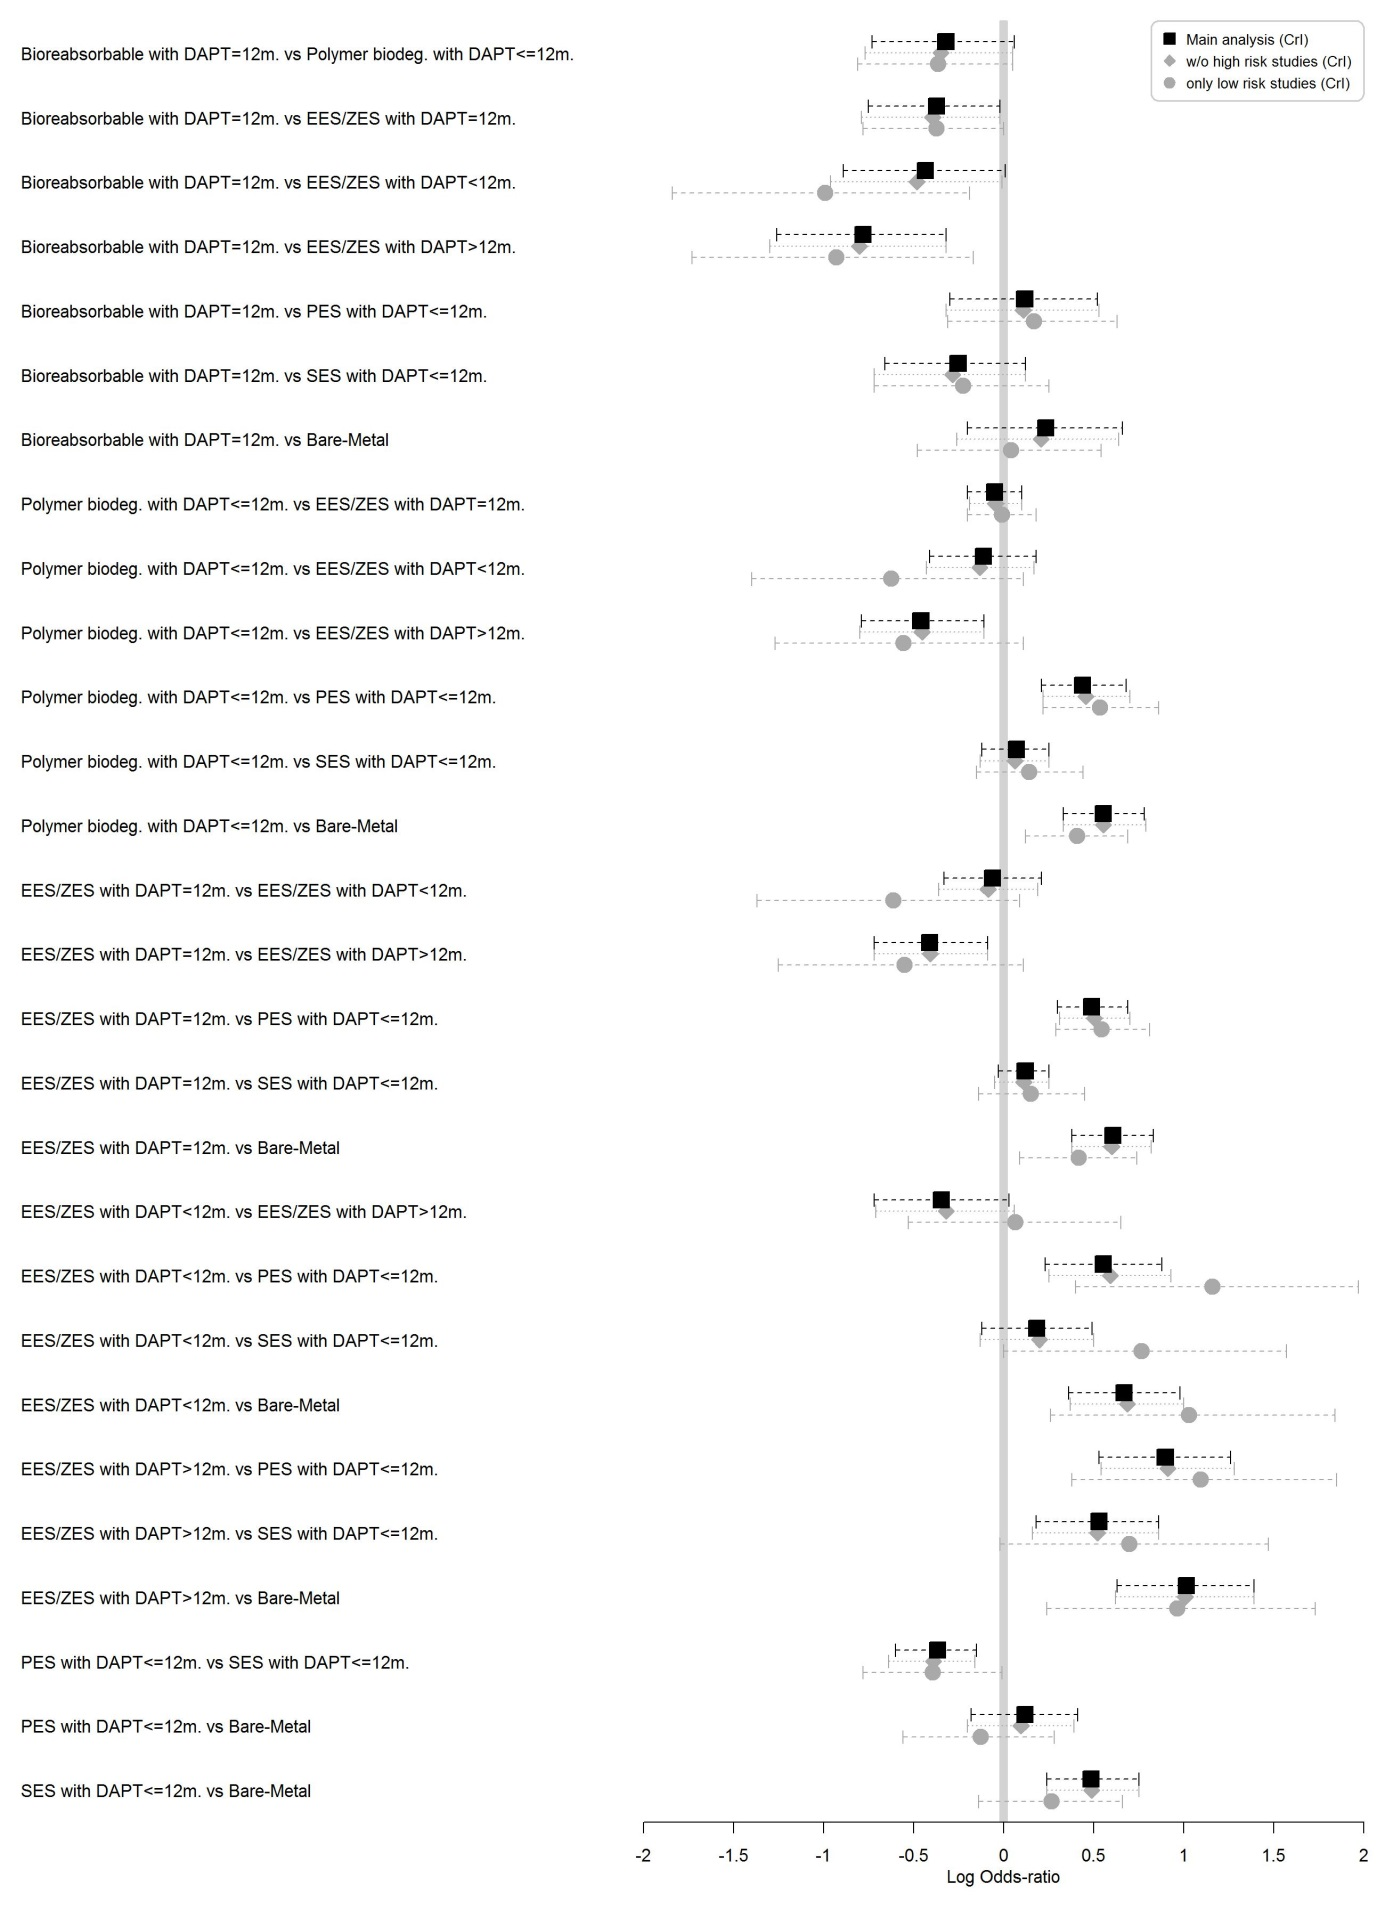 Main analysis (CrI)
w/o high risk studies (CrI)
only low risk studies (CrI)
Bioreabsorbable with DAPT=12m. vs Polymer biodeg. with DAPT<=12m.
Bioreabsorbable with DAPT=12m. vs EES/ZES with DAPT=12m.
Bioreabsorbable with DAPT=12m. vs EES/ZES with DAPT<12m.
Bioreabsorbable with DAPT=12m. vs EES/ZES with DAPT>12m.
Bioreabsorbable with DAPT=12m. vs PES with DAPT<=12m.
Bioreabsorbable with DAPT=12m. vs SES with DAPT<=12m.
Bioreabsorbable with DAPT=12m. vs Bare-Metal
Polymer biodeg. with DAPT<=12m. vs EES/ZES with DAPT=12m.
Polymer biodeg. with DAPT<=12m. vs EES/ZES with DAPT<12m.
Polymer biodeg. with DAPT<=12m. vs EES/ZES with DAPT>12m.
Polymer biodeg. with DAPT<=12m. vs PES with DAPT<=12m.
Polymer biodeg. with DAPT<=12m. vs SES with DAPT<=12m.
Polymer biodeg. with DAPT<=12m. vs Bare-Metal
EES/ZES with DAPT=12m. vs EES/ZES with DAPT<12m.
EES/ZES with DAPT=12m. vs EES/ZES with DAPT>12m.
EES/ZES with DAPT=12m. vs PES with DAPT<=12m.
EES/ZES with DAPT=12m. vs SES with DAPT<=12m.
EES/ZES with DAPT=12m. vs Bare-Metal
EES/ZES with DAPT<12m. vs EES/ZES with DAPT>12m.
EES/ZES with DAPT<12m. vs PES with DAPT<=12m.
EES/ZES with DAPT<12m. vs SES with DAPT<=12m.
EES/ZES with DAPT<12m. vs Bare-Metal
EES/ZES with DAPT>12m. vs PES with DAPT<=12m.
EES/ZES with DAPT>12m. vs SES with DAPT<=12m.
EES/ZES with DAPT>12m. vs Bare-Metal
PES with DAPT<=12m. vs SES with DAPT<=12m.
PES with DAPT<=12m. vs Bare-Metal
SES with DAPT<=12m. vs Bare-Metal
-2 -1.5 -1 -0.5 0 0.5 1 1.5 2
Log Odds-ratio